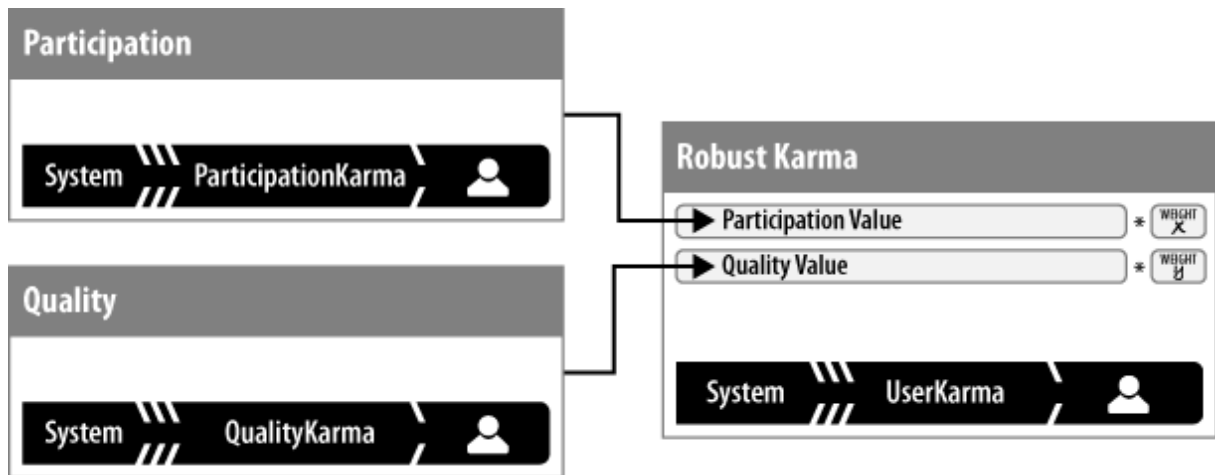 Participation
System ParticipationKarma
Quality
System QualityKarma
Robust Karma
Participation Value * WEIGHT x
Quality Value * WEIGHT y
System UserKarma